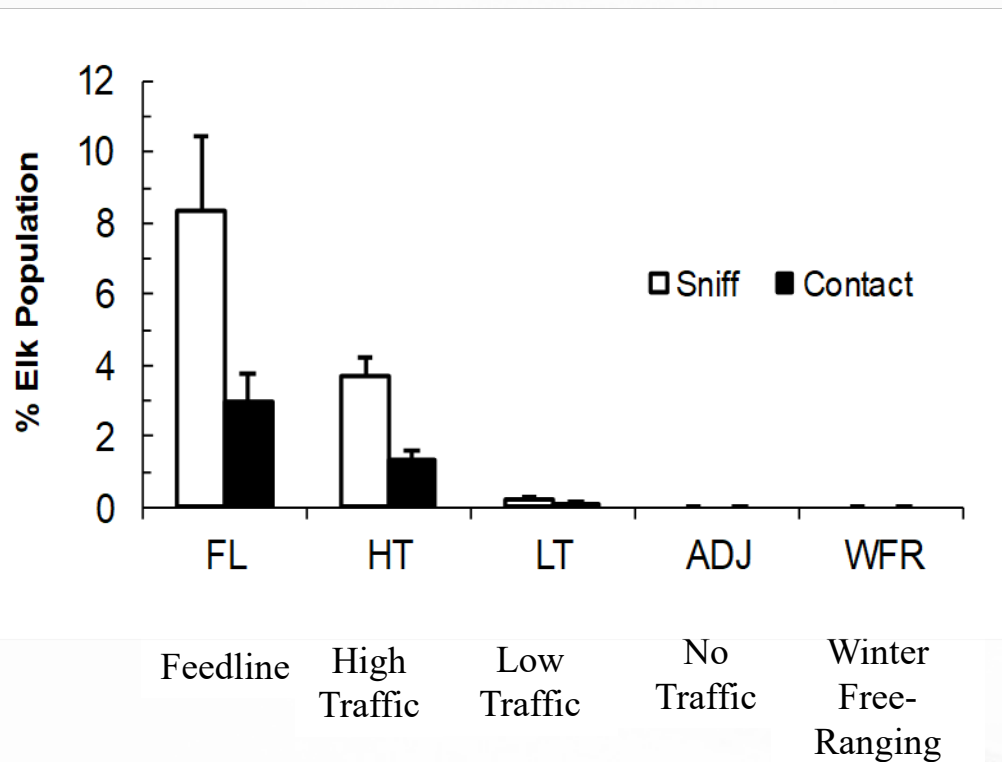 12
10
8
6
4
2
0
% Elk Population
Sniff Contact
FL HT LT ADJ WFR
Feedline
High
Traffic
Low
Traffic
No
Traffic
Winter
Free-
Ranging